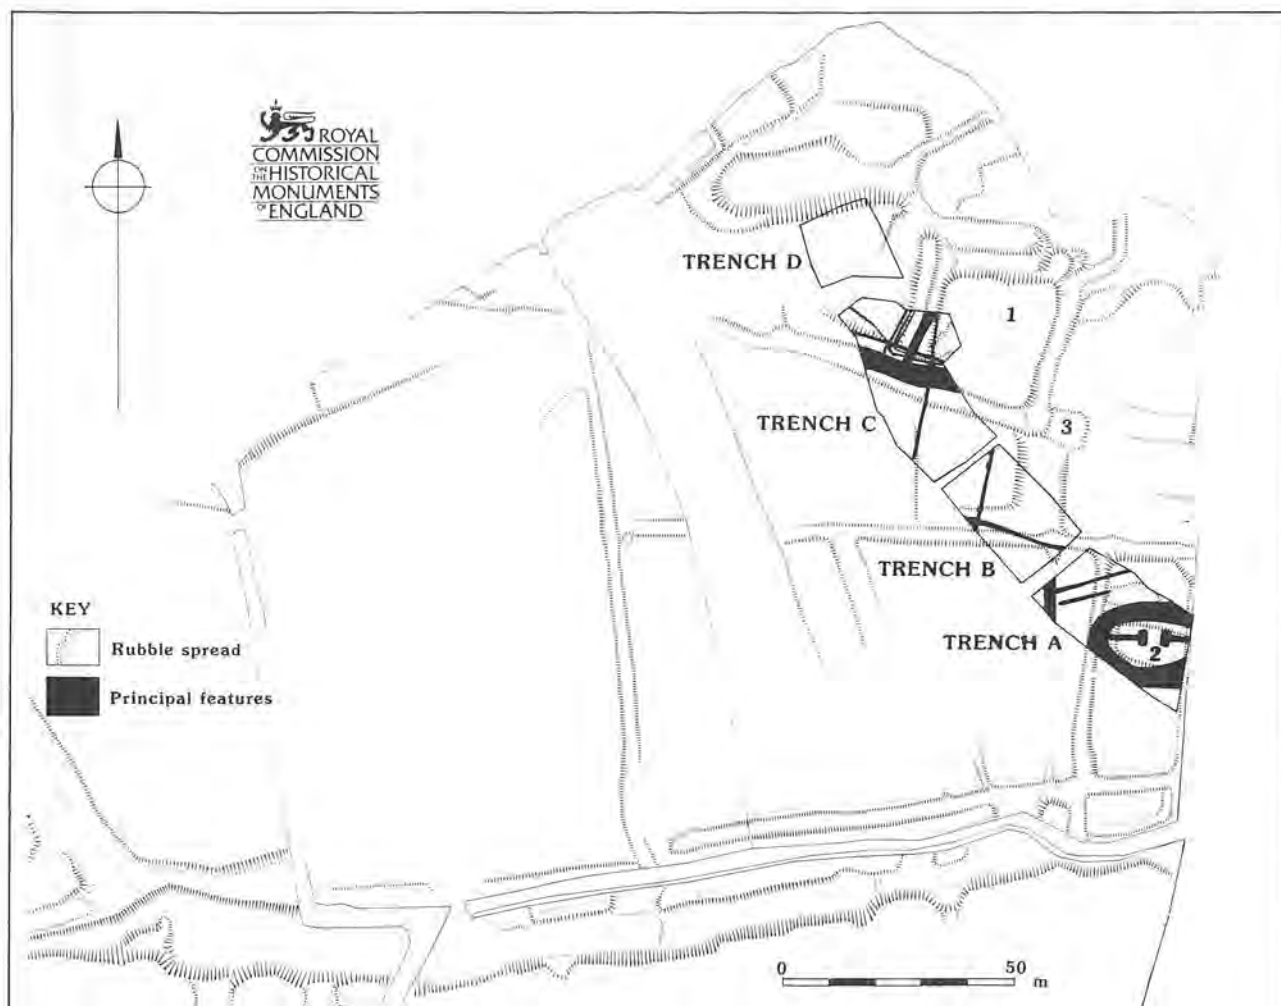 ROYAL
COMMISSION
ON THE HISTORICAL
MONUMENTS
OF ENGLAND
TRENCH D
1
TRENCH C
3
TRENCH B
TRENCH A
2
KEY
Rubble spread
Principal features
0 50
m